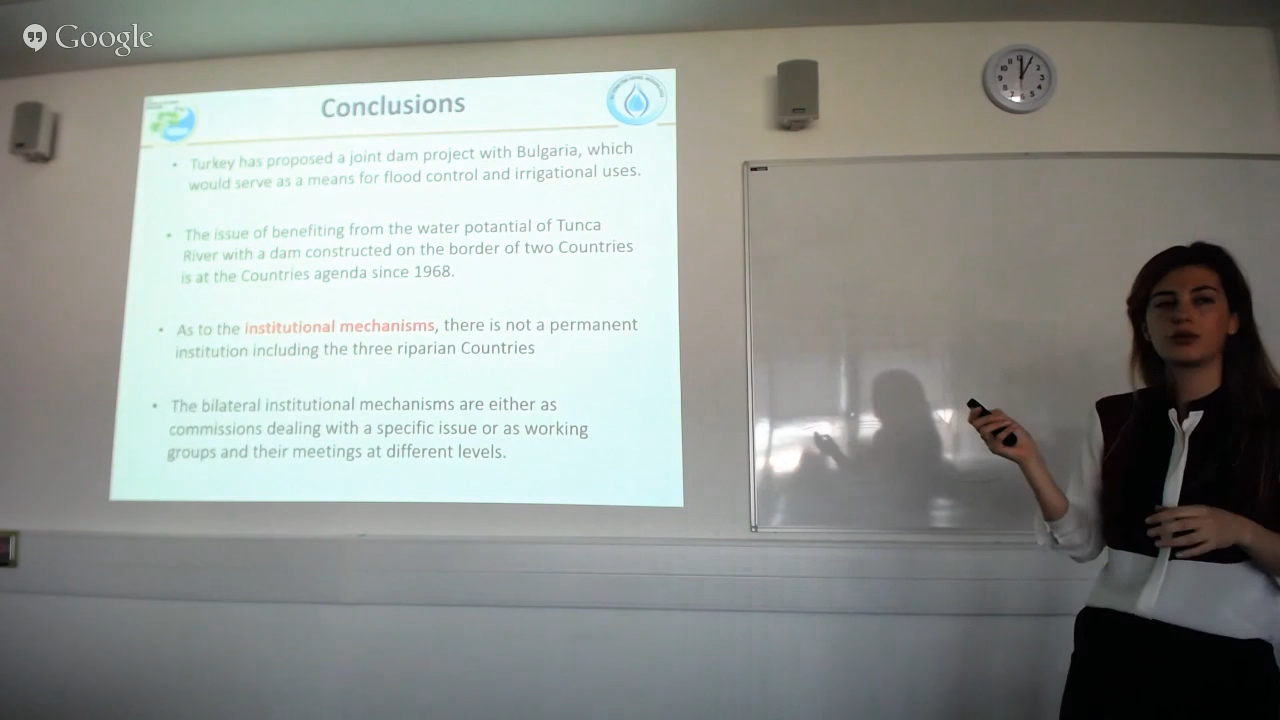 Google
Conclusions
• Turkey has proposed a joint dam project with Bulgaria, which
would serve as a means for flood control and irrigational uses.
• The issue of benefiting from the water potential of Tunca
River with a dam constructed on the border of two Countries
is at the Countries agenda since 1968.
• As to the institutional mechanisms, there is not a permanent
institution including the three riparian Countries
• The bilateral institutional mechanisms are either as
commissions dealing with a specific issue or as working
groups and their meetings at different levels.